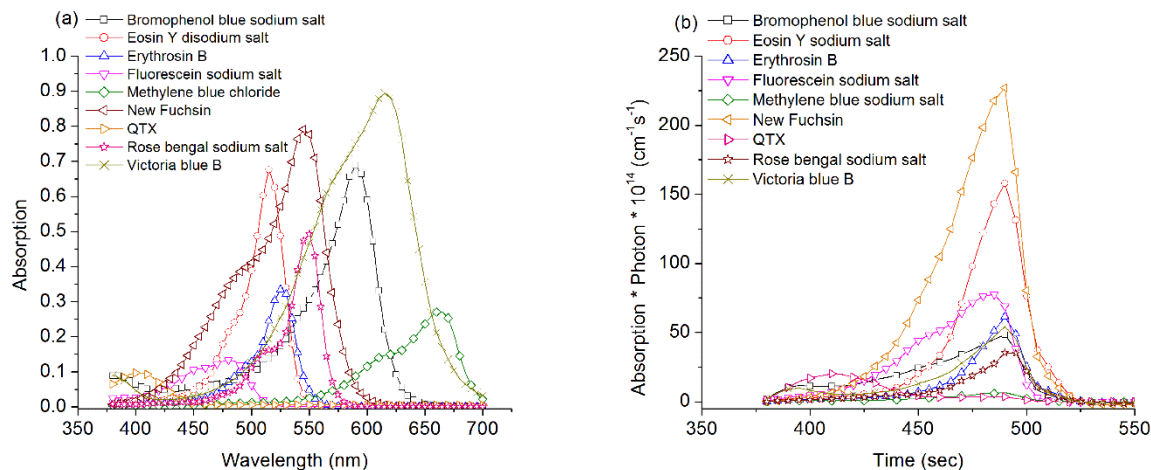 (a)
Bromophenol blue sodium salt
Eosin Y disodium salt
Erythrosin B
Fluorescein sodium salt
Methylene blue chloride
New Fuchsin
QTX
Rose bengal sodium salt
Victoria blue B
Absorption
1.0
0.9
0.8
0.7
0.6
0.5
0.4
0.3
0.2
0.1
0.0
350 400 450 500 550 600 650 700
Wavelength (nm)
(b)
Bromophenol blue sodium salt
Eosin Y sodium salt
Erythrosin B
Fluorescein sodium salt
Methylene blue sodium salt
New Fuchsin
QTX
Rose bengal sodium salt
Victoria blue B
Absorption * Photon * 10¹⁴ (cm⁻¹s⁻¹)
250
200
150
100
50
0
350 400 450 500 550
Time (sec)